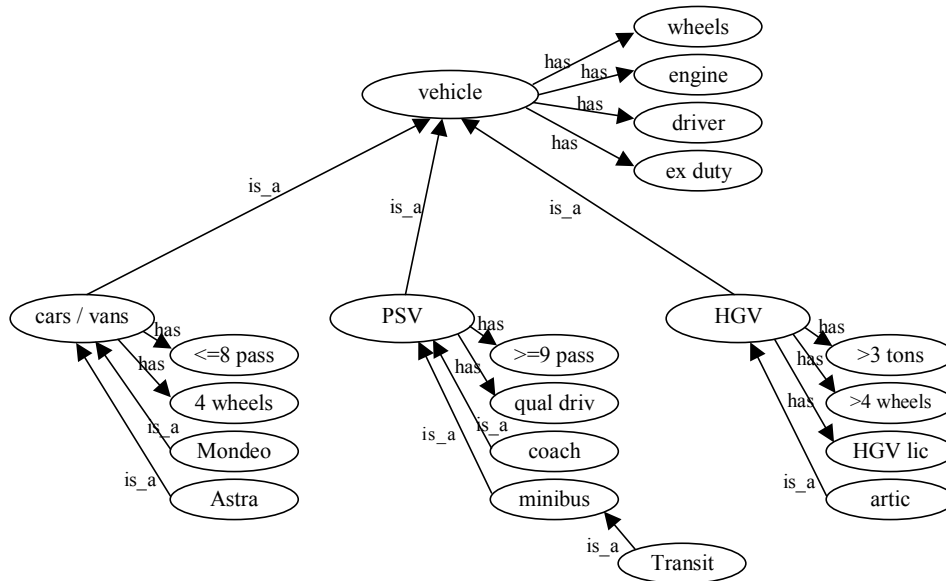 wheels
has
engine
has
vehicle
has
driver
has
ex duty
is_a
is_a
is_a
cars / vans
has
<=8 pass
has
4 wheels
is_a
Mondeo
is_a
Astra
PSV
has
>=9 pass
has
qual driv
is_a
coach
is_a
minibus
is_a
Transit
HGV
has
>3 tons
has
>4 wheels
has
HGV lic
is_a
artic